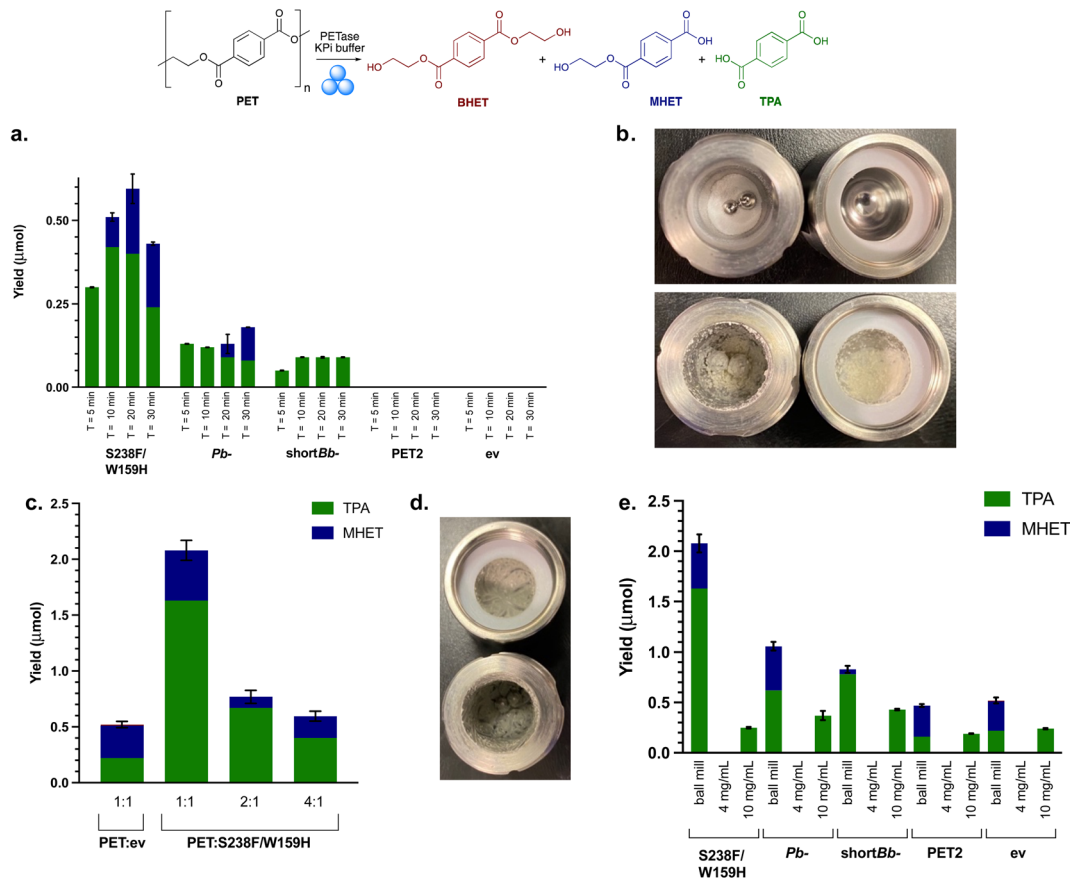 PET
n
PETase
KPi buffer
O
O
O
O
HO
O
O
O
O
OH
BHET
+
HO
O
O
O
OH
MHET
+
HO
O
O
OH
TPA
a.
Yield (μmol)
0.50
0.25
0.00
T = 5 min
T = 10 min
T = 20 min
T = 30 min
T = 5 min
T = 10 min
T = 20 min
T = 30 min
T = 5 min
T = 10 min
T = 20 min
T = 30 min
T = 5 min
T = 10 min
T = 20 min
T = 30 min
T = 5 min
T = 10 min
T = 20 min
T = 30 min
S238F/
W159H
Pb-
shortBb-
PET2
ev
b.
c.
Yield (μmol)
2.5
2.0
1.5
1.0
0.5
0.0
TPA
MHET
1:1
1:1
2:1
4:1
PET:ev
PET:S238F/W159H
d.
e.
Yield (μmol)
2.5
2.0
1.5
1.0
0.5
0.0
TPA
MHET
ball mill
4 mg/mL
10 mg/mL
ball mill
4 mg/mL
10 mg/mL
ball mill
4 mg/mL
10 mg/mL
ball mill
4 mg/mL
10 mg/mL
ball mill
4 mg/mL
10 mg/mL
S238F/
W159H
Pb-
shortBb-
PET2
ev